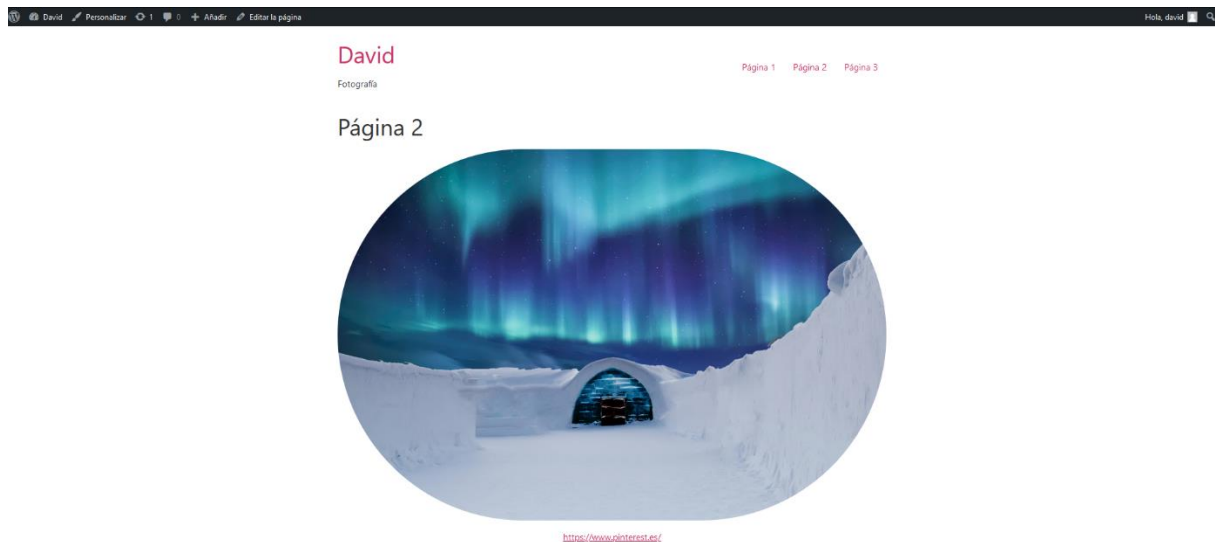 David Personalizar 1 0 Añadir Editar la página Hola, david
David
Fotografía
Página 1 Página 2 Página 3
Página 2
https://www.pinterest.es/